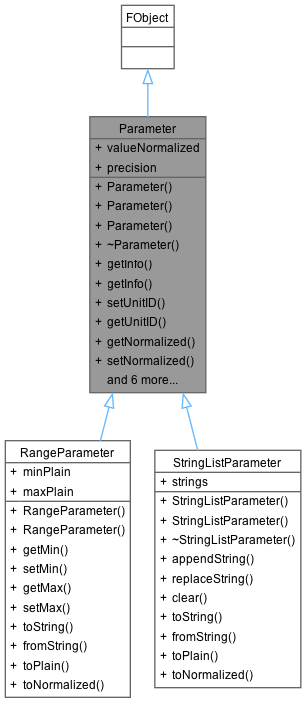 FObject
Parameter
+ valueNormalized
+ precision
+ Parameter()
+ Parameter()
+ Parameter()
+ ~Parameter()
+ getInfo()
+ getInfo()
+ setUnitID()
+ getUnitID()
+ getNormalized()
+ setNormalized()
and 6 more...
RangeParameter
+ minPlain
+ maxPlain
+ RangeParameter()
+ RangeParameter()
+ getMin()
+ setMin()
+ getMax()
+ setMax()
+ toString()
+ fromString()
+ toPlain()
+ toNormalized()
StringListParameter
+ strings
+ StringListParameter()
+ StringListParameter()
+ ~StringListParameter()
+ appendString()
+ replaceString()
+ clear()
+ toString()
+ fromString()
+ toPlain()
+ toNormalized()